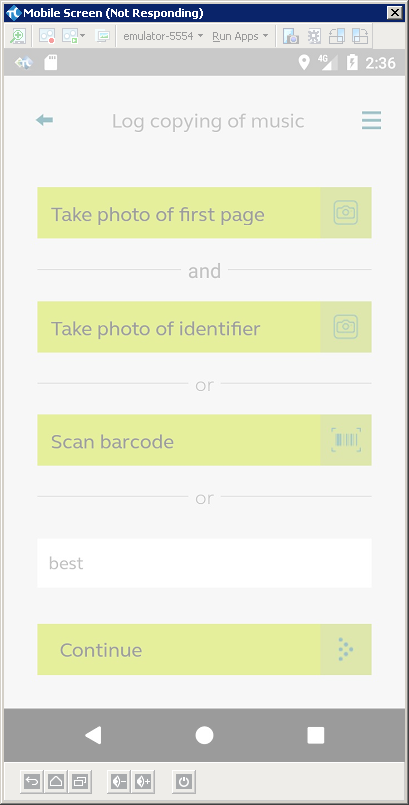 Mobile Screen (Not Responding)
emulator-5554 Run Apps
4G 2:36
Log copying of music
Take photo of first page
and
Take photo of identifier
or
Scan barcode
or
best
Continue